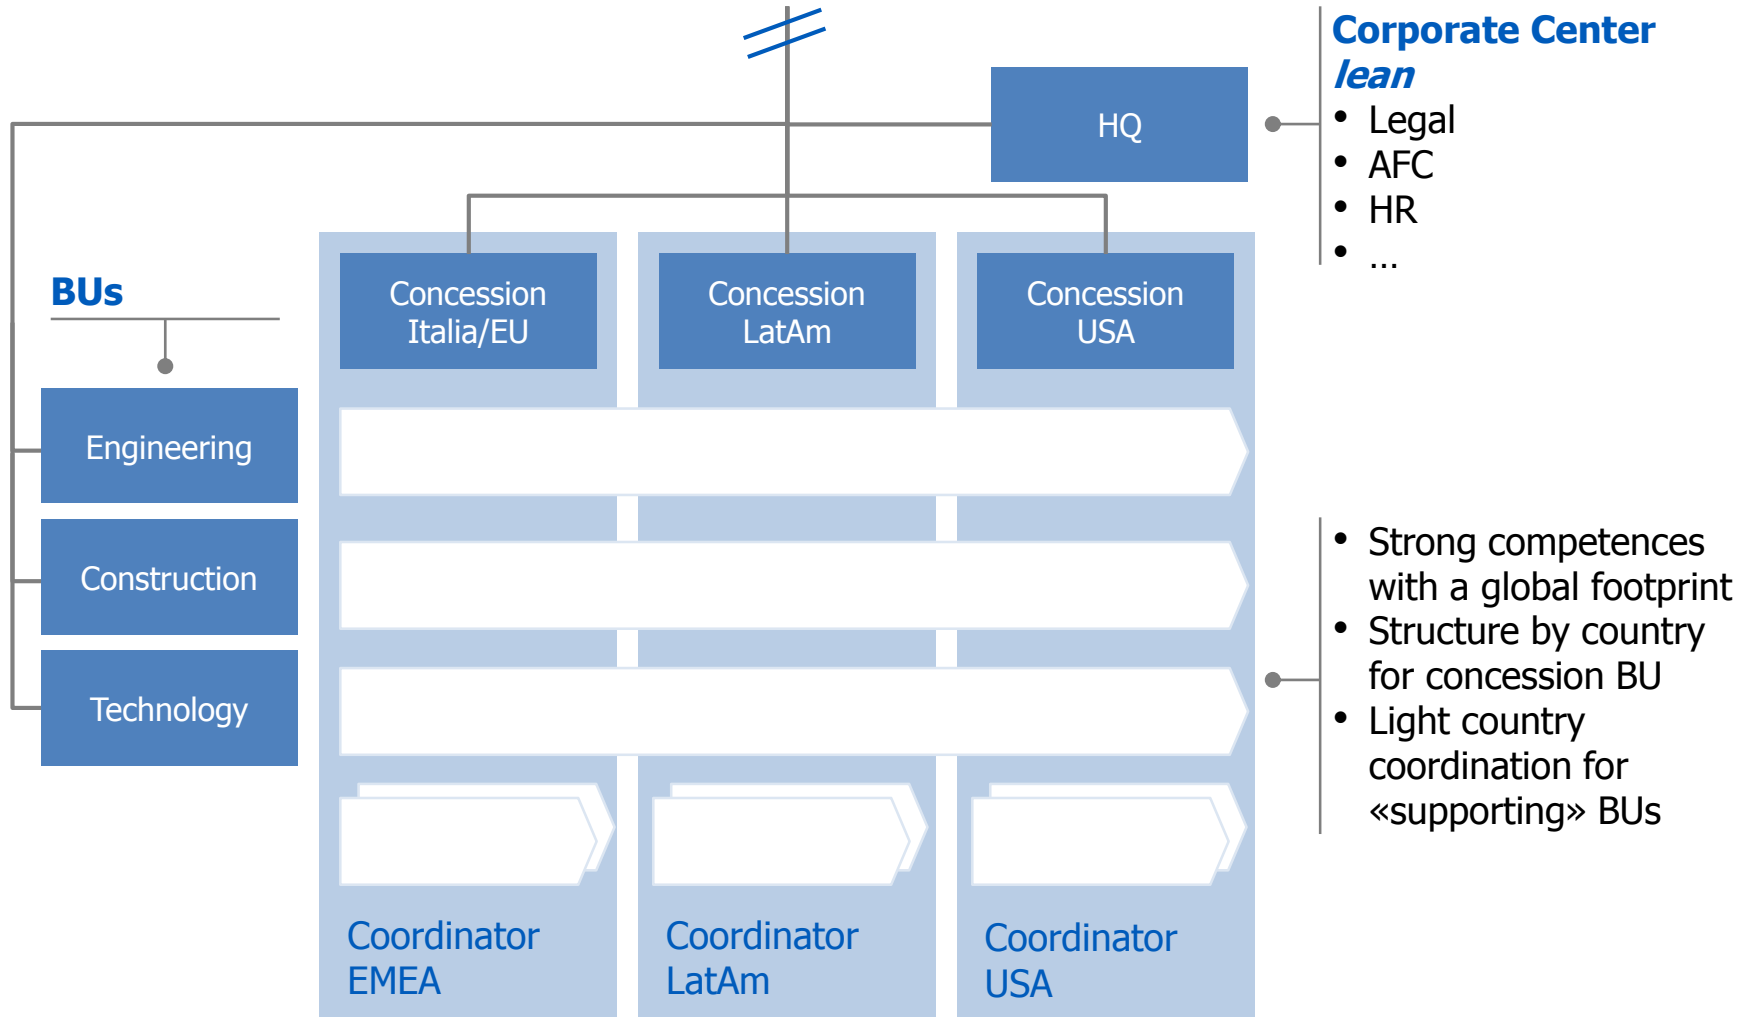 Corporate Center
lean
• Legal
• AFC
• HR
• ...
HQ
BUs
Concession
Italia/EU
Concession
LatAm
Concession
USA
Engineering
Construction
Technology
• Strong competences
with a global footprint
• Structure by country
for concession BU
• Light country
coordination for
«supporting» BUs
Coordinator
EMEA
Coordinator
LatAm
Coordinator
USA